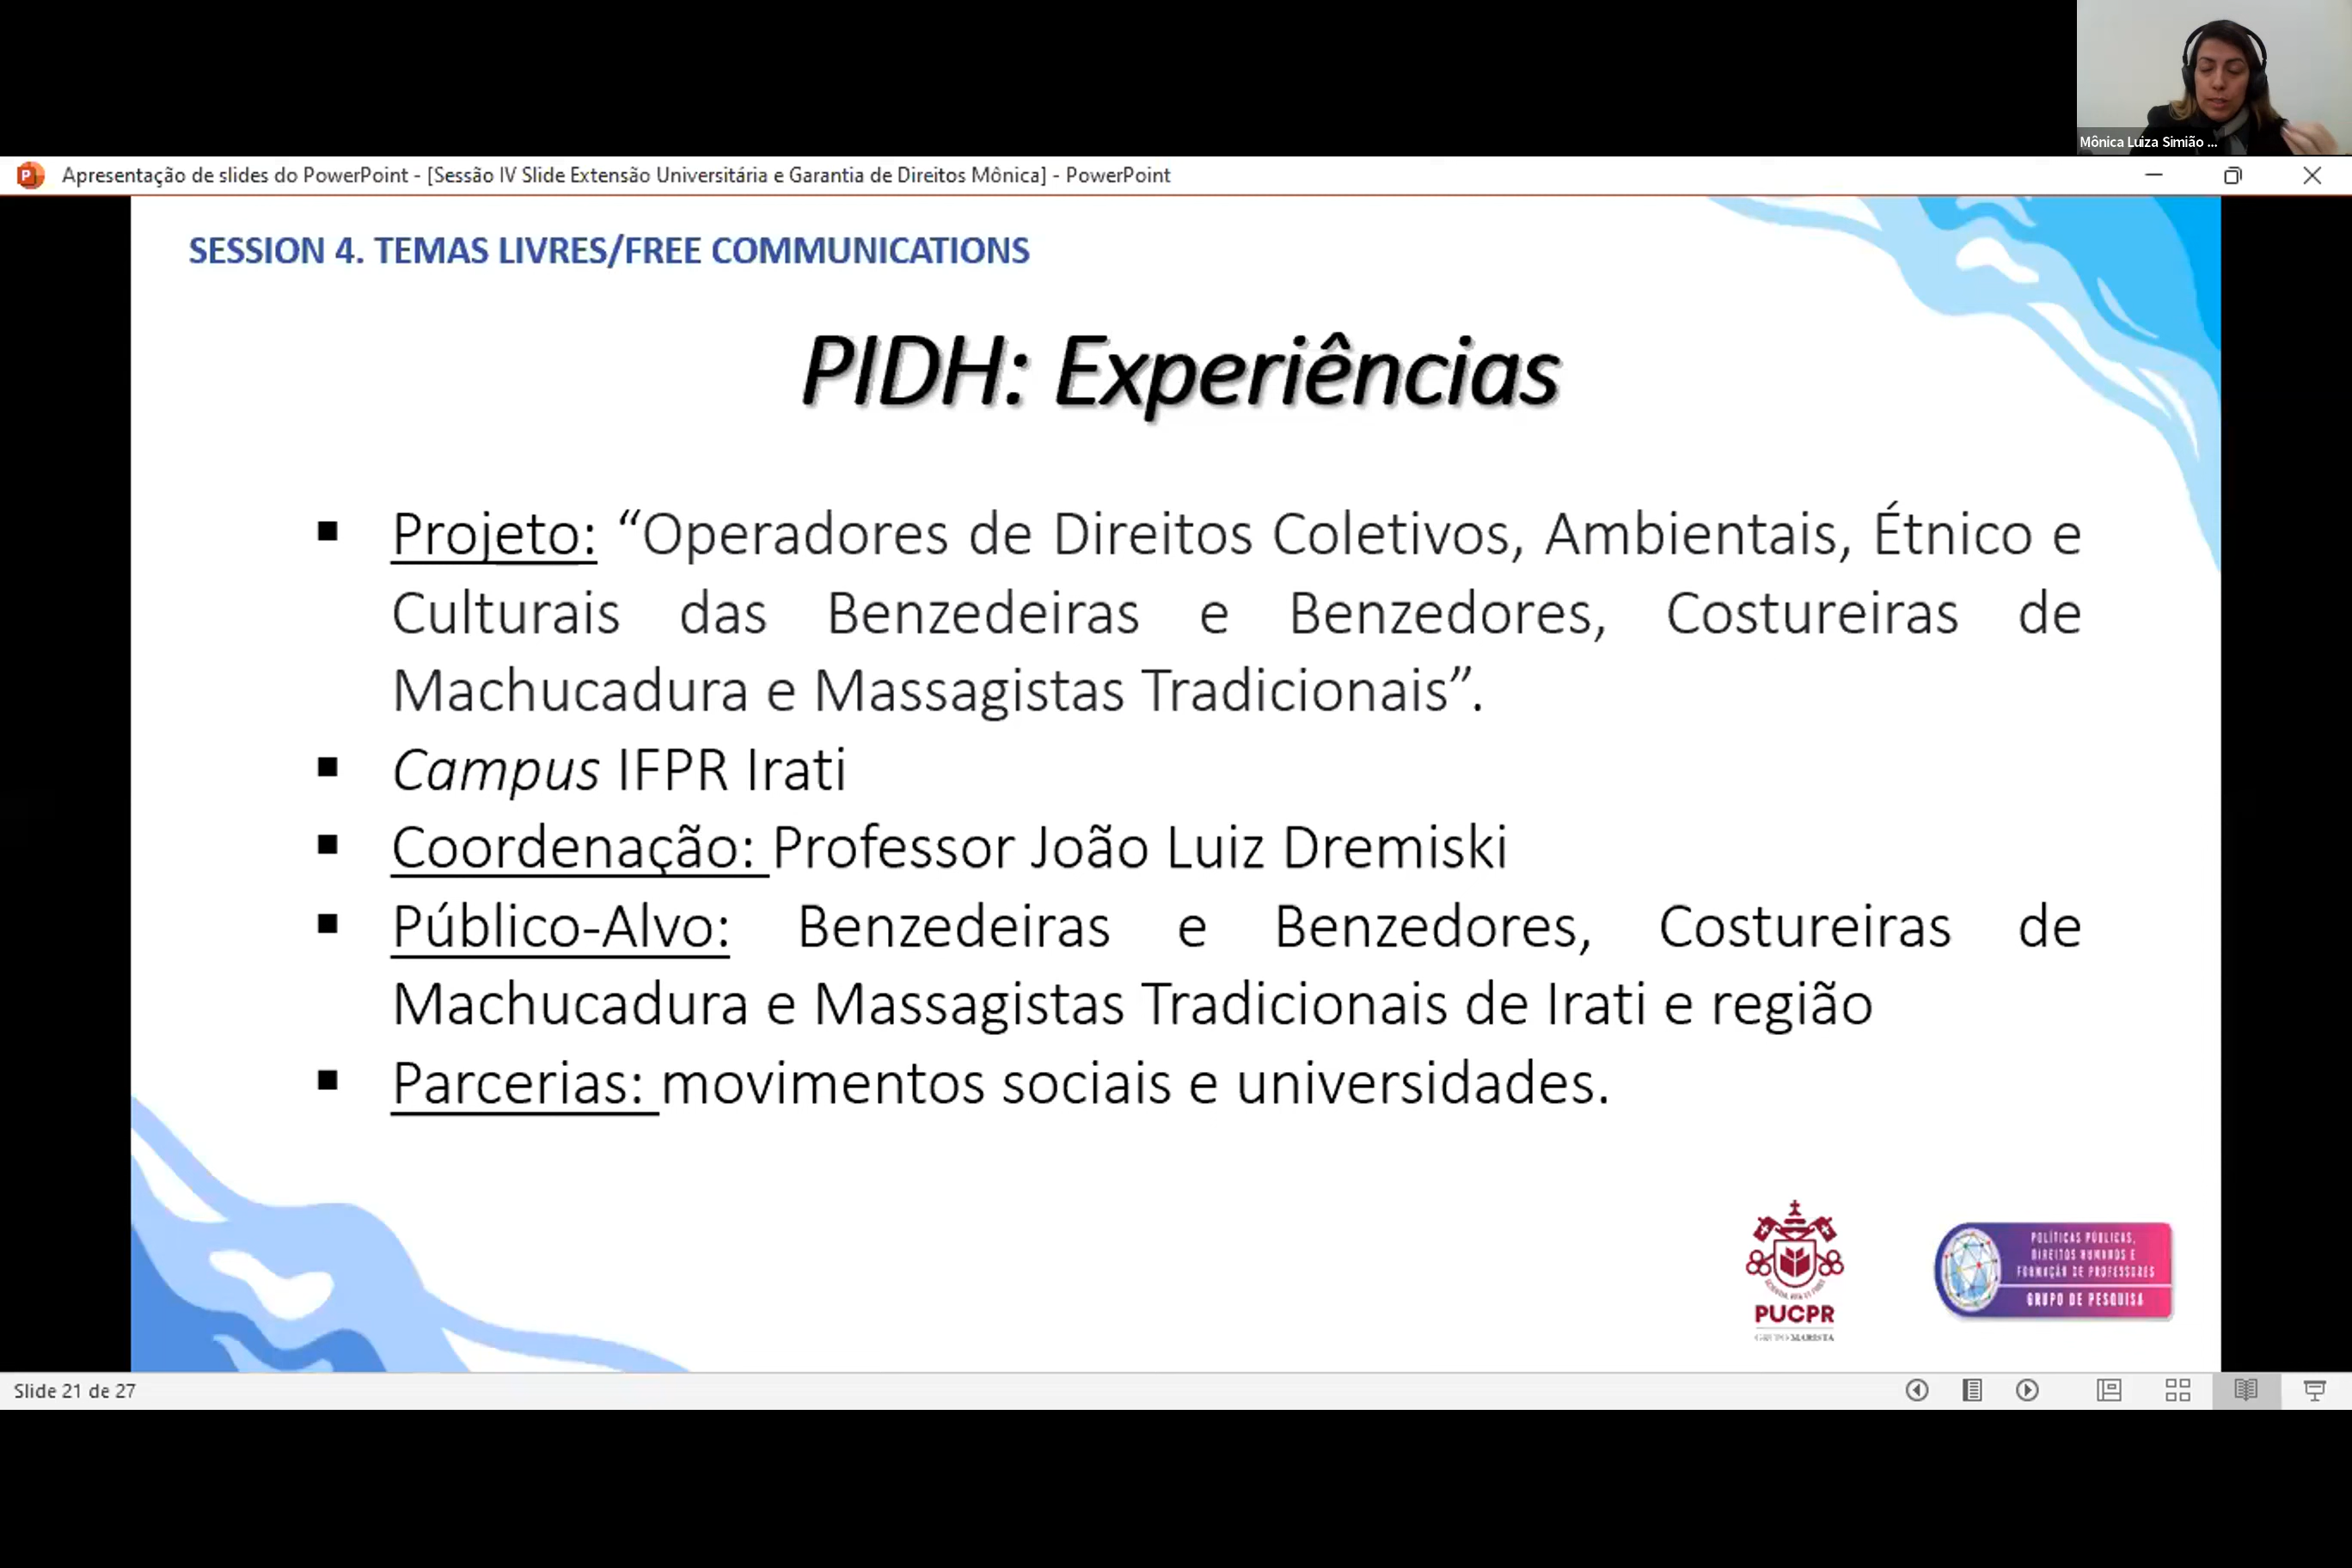 Mônica Luiza Simião ...
Apresentação de slides do PowerPoint - [Sessão IV Slide Extensão Universitária e Garantia de Direitos Mônica] - PowerPoint
SESSION 4. TEMAS LIVRES/FREE COMMUNICATIONS
PIDH: Experiências
▪ Projeto: “Operadores de Direitos Coletivos, Ambientais, Étnico e
Culturais das Benzedeiras e Benzedores, Costureiras de
Machucadura e Massagistas Tradicionais”.
▪ Campus IFPR Irati
▪ Coordenação: Professor João Luiz Dremiski
▪ Público-Alvo: Benzedeiras e Benzedores, Costureiras de
Machucadura e Massagistas Tradicionais de Irati e região
▪ Parcerias: movimentos sociais e universidades.
PUCPR
GRUPO MARISTA
POLÍTICAS PÚBLICAS,
DIREITOS HUMANOS E
FORMAÇÃO DE PROFESSORES
GRUPO DE PESQUISA
Slide 21 de 27